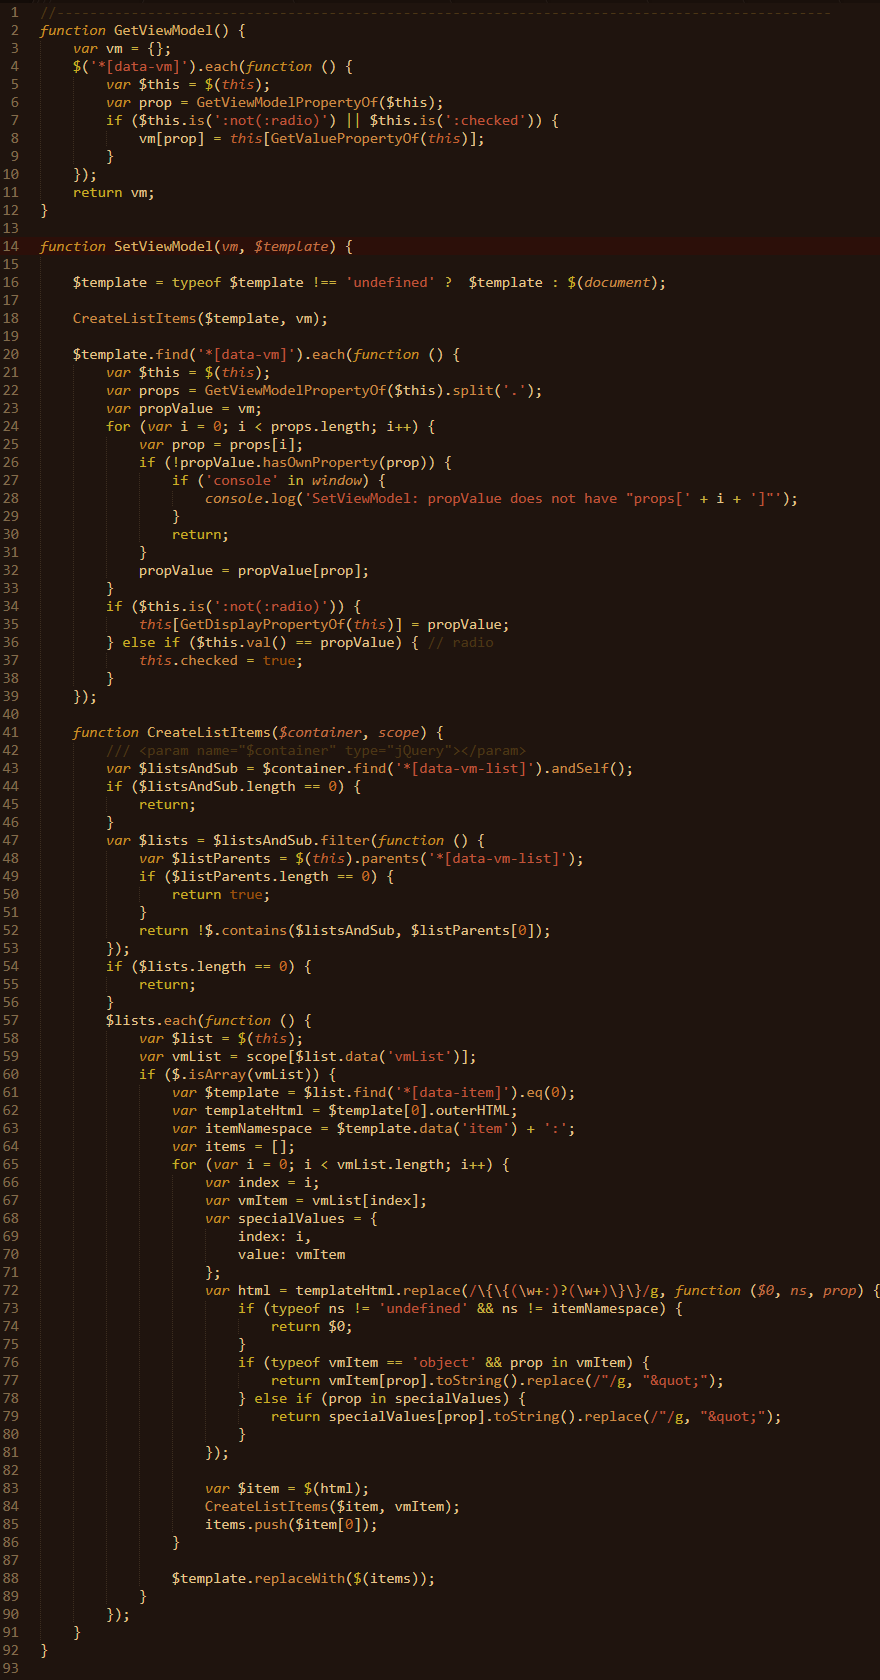 1 //----------------------------------------------------------------------------------------------
2 function GetViewModel() {
3     var vm = {};
4     $('*[data-vm]').each(function () {
5         var $this = $(this);
6         var prop = GetViewModelPropertyOf($this);
7         if ($this.is(':not(:radio)') || $this.is(':checked')) {
8             vm[prop] = this[GetValuePropertyOf(this)];
9         }
10     });
11     return vm;
12 }
13
14 function SetViewModel(vm, $template) {
15
16     $template = typeof $template !== 'undefined' ?  $template : $(document);
17
18     CreateListItems($template, vm);
19
20     $template.find('*[data-vm]').each(function () {
21         var $this = $(this);
22         var props = GetViewModelPropertyOf($this).split('.');
23         var propValue = vm;
24         for (var i = 0; i < props.length; i++) {
25             var prop = props[i];
26             if (!propValue.hasOwnProperty(prop)) {
27                 if ('console' in window) {
28                     console.log('SetViewModel: propValue does not have "props[' + i + ']"');
29                 }
30                 return;
31             }
32             propValue = propValue[prop];
33         }
34         if ($this.is(':not(:radio)')) {
35             this[GetDisplayPropertyOf(this)] = propValue;
36         } else if ($this.val() == propValue) { // radio
37             this.checked = true;
38         }
39     });
40
41     function CreateListItems($container, scope) {
42         /// <param name="$container" type="jQuery"></param>
43         var $listsAndSub = $container.find('*[data-vm-list]').andSelf();
44         if ($listsAndSub.length == 0) {
45             return;
46         }
47         var $lists = $listsAndSub.filter(function () {
48             var $listParents = $(this).parents('*[data-vm-list]');
49             if ($listParents.length == 0) {
50                 return true;
51             }
52             return !$.contains($listsAndSub, $listParents[0]);
53         });
54         if ($lists.length == 0) {
55             return;
56         }
57         $lists.each(function () {
58             var $list = $(this);
59             var vmList = scope[$list.data('vmList')];
60             if ($.isArray(vmList)) {
61                 var $template = $list.find('*[data-item]').eq(0);
62                 var templateHtml = $template[0].outerHTML;
63                 var itemNamespace = $template.data('item') + ':';
64                 var items = [];
65                 for (var i = 0; i < vmList.length; i++) {
66                     var index = i;
67                     var vmItem = vmList[index];
68                     var specialValues = {
69                         index: i,
70                         value: vmItem
71                     };
72                     var html = templateHtml.replace(/\{\{(\w+:)?(\w+)\}\}/g, function ($0, ns, prop) {
73                         if (typeof ns != 'undefined' && ns != itemNamespace) {
74                             return $0;
75                         }
76                         if (typeof vmItem == 'object' && prop in vmItem) {
77                             return vmItem[prop].toString().replace(/"/g, "&quot;");
78                         } else if (prop in specialValues) {
79                             return specialValues[prop].toString().replace(/"/g, "&quot;");
80                         }
81                     });
82
83                     var $item = $(html);
84                     CreateListItems($item, vmItem);
85                     items.push($item[0]);
86                 }
87
88                 $template.replaceWith($(items));
89             }
90         });
91     }
92 }
93